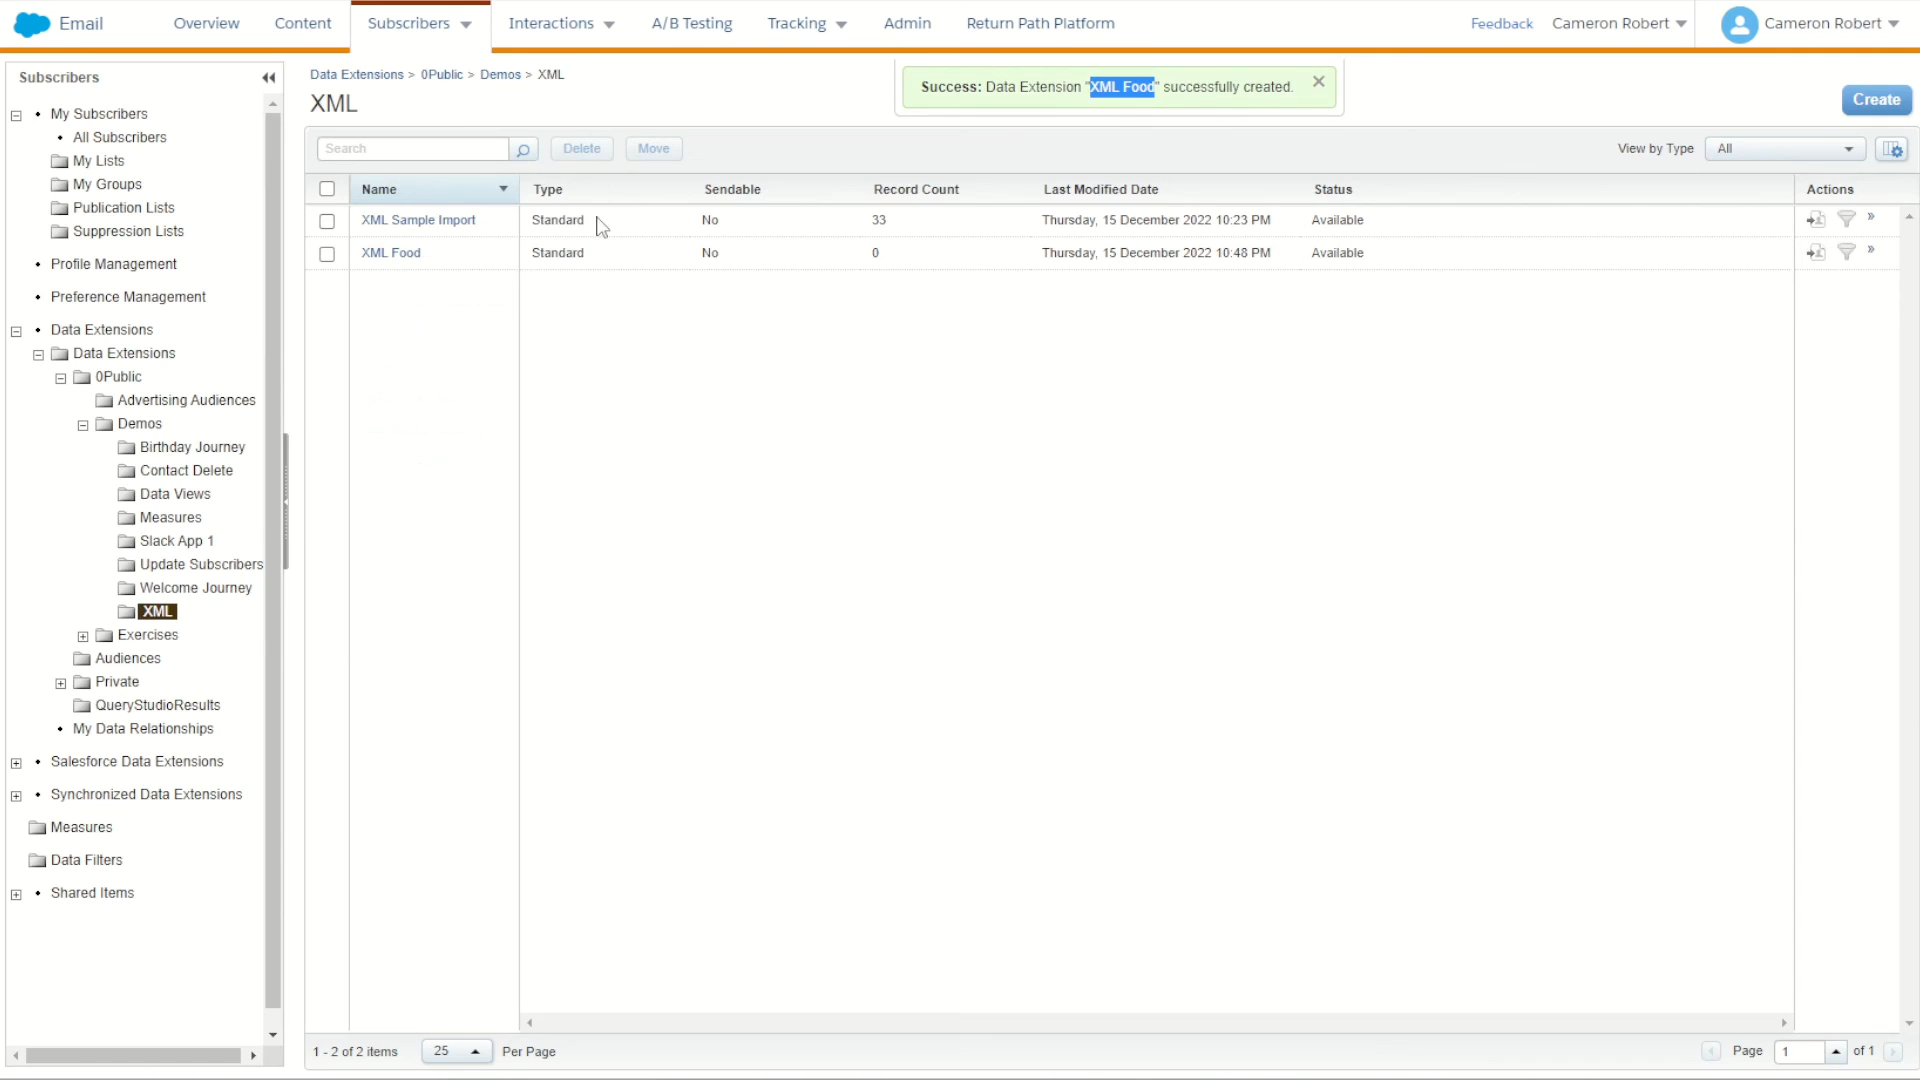 Email Overview Content Subscribers Interactions A/B Testing Tracking Admin Return Path Platform Feedback Cameron Robert Cameron Robert
Subscribers
My Subscribers
All Subscribers
My Lists
My Groups
Publication Lists
Suppression Lists
Profile Management
Preference Management
Data Extensions
Data Extensions
0Public
Advertising Audiences
Demos
Birthday Journey
Contact Delete
Data Views
Measures
Slack App 1
Update Subscribers
Welcome Journey
XML
Exercises
Audiences
Private
QueryStudioResults
My Data Relationships
Salesforce Data Extensions
Synchronized Data Extensions
Measures
Data Filters
Shared Items
Data Extensions > 0Public > Demos > XML
XML
Success: Data Extension "XML Food" successfully created.
Create
Search Delete Move View by Type All
Name Type Sendable Record Count Last Modified Date Status Actions
XML Sample Import Standard No 33 Thursday, 15 December 2022 10:23 PM Available
XML Food Standard No 0 Thursday, 15 December 2022 10:48 PM Available
1 - 2 of 2 items 25 Per Page Page 1 of 1